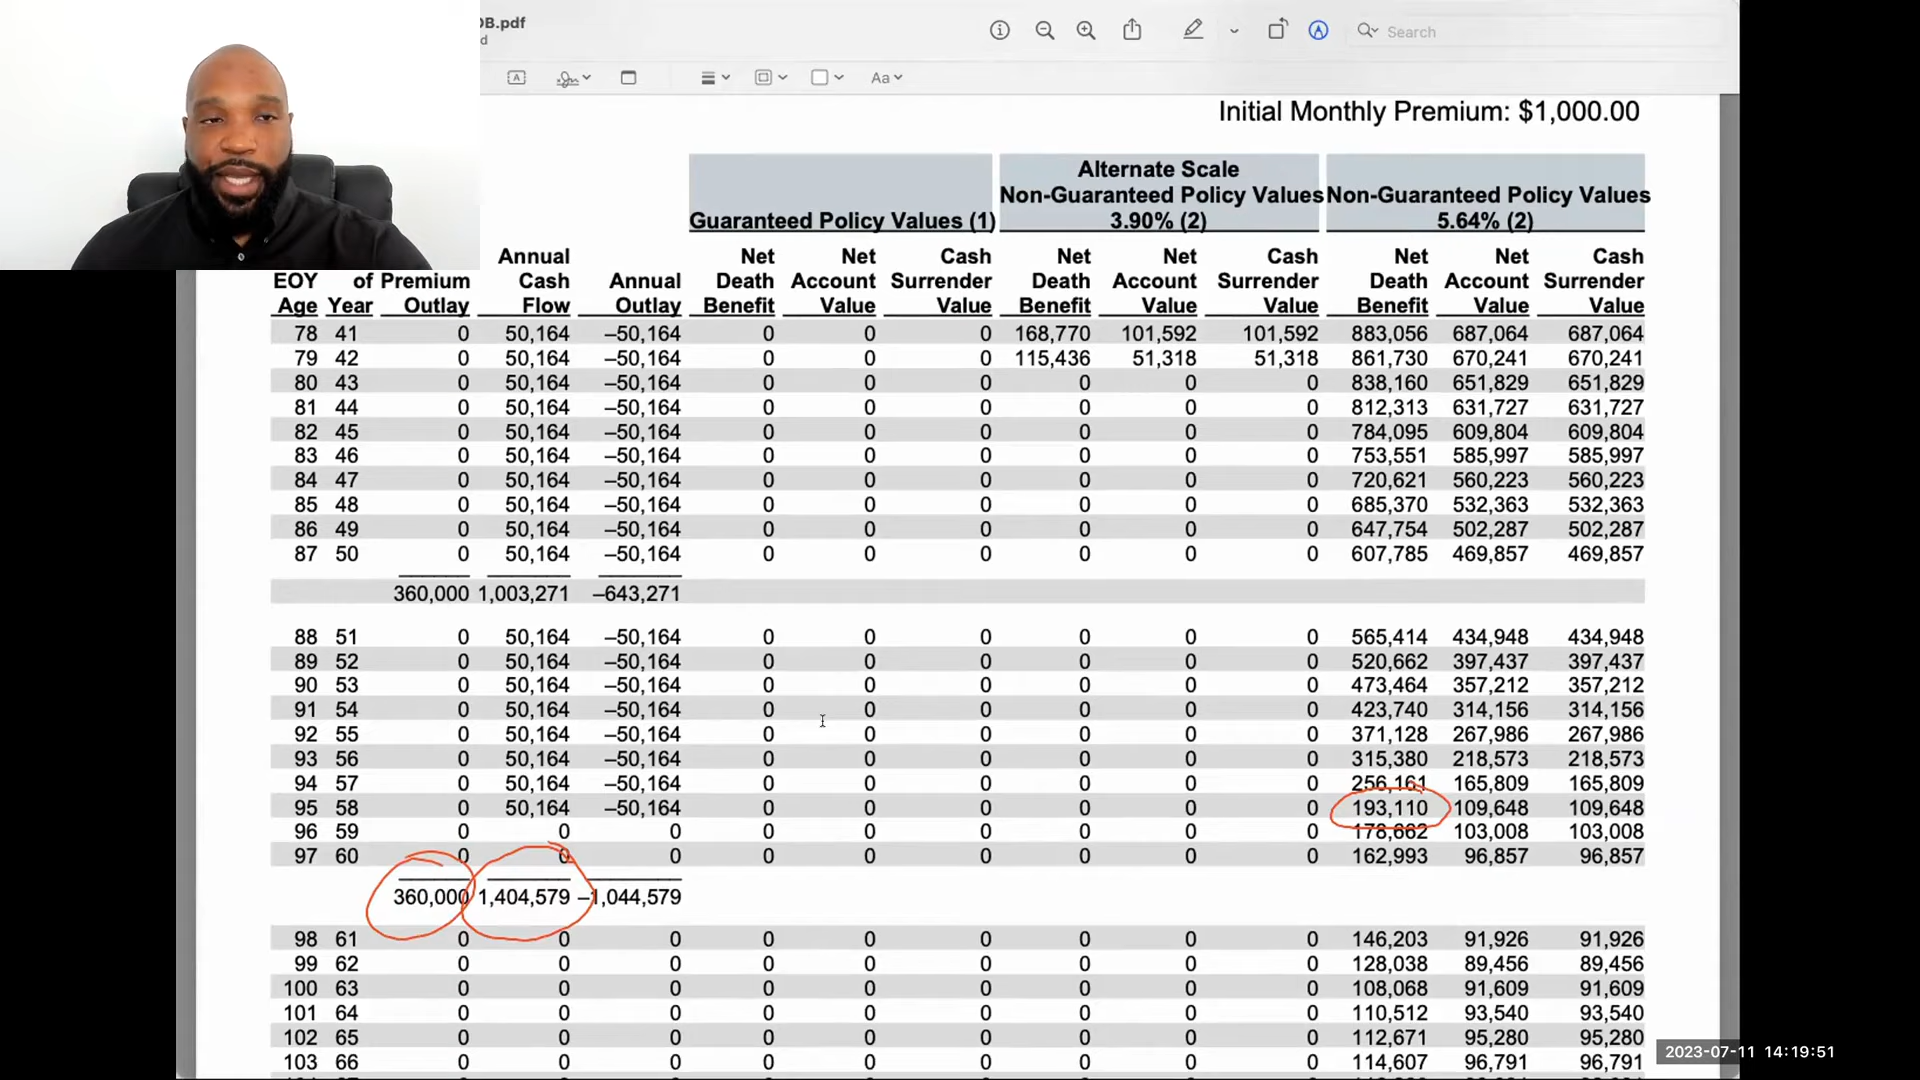 DB.pdf
d
Search
Aa
Initial Monthly Premium: $1,000.00
Guaranteed Policy Values (1)
Alternate Scale
Non-Guaranteed Policy Values
3.90% (2)
Non-Guaranteed Policy Values
5.64% (2)
EOY Age | of Year | Premium Outlay | Annual Cash Flow | Annual Outlay | Net Death Benefit | Net Account Value | Cash Surrender Value | Net Death Benefit | Net Account Value | Cash Surrender Value | Net Death Benefit | Net Account Value | Cash Surrender Value
78 41 0 50,164 –50,164 0 0 0 168,770 101,592 101,592 883,056 687,064 687,064
79 42 0 50,164 –50,164 0 0 0 115,436 51,318 51,318 861,730 670,241 670,241
80 43 0 50,164 –50,164 0 0 0 0 0 0 838,160 651,829 651,829
81 44 0 50,164 –50,164 0 0 0 0 0 0 812,313 631,727 631,727
82 45 0 50,164 –50,164 0 0 0 0 0 0 784,095 609,804 609,804
83 46 0 50,164 –50,164 0 0 0 0 0 0 753,551 585,997 585,997
84 47 0 50,164 –50,164 0 0 0 0 0 0 720,621 560,223 560,223
85 48 0 50,164 –50,164 0 0 0 0 0 0 685,370 532,363 532,363
86 49 0 50,164 –50,164 0 0 0 0 0 0 647,754 502,287 502,287
87 50 0 50,164 –50,164 0 0 0 0 0 0 607,785 469,857 469,857
360,000 1,003,271 –643,271
88 51 0 50,164 –50,164 0 0 0 0 0 0 565,414 434,948 434,948
89 52 0 50,164 –50,164 0 0 0 0 0 0 520,662 397,437 397,437
90 53 0 50,164 –50,164 0 0 0 0 0 0 473,464 357,212 357,212
91 54 0 50,164 –50,164 0 0 0 0 0 0 423,740 314,156 314,156
92 55 0 50,164 –50,164 0 0 0 0 0 0 371,128 267,986 267,986
93 56 0 50,164 –50,164 0 0 0 0 0 0 315,380 218,573 218,573
94 57 0 50,164 –50,164 0 0 0 0 0 0 256,161 165,809 165,809
95 58 0 50,164 –50,164 0 0 0 0 0 0 193,110 109,648 109,648
96 59 0 0 0 0 0 0 0 0 0 178,662 103,008 103,008
97 60 0 0 0 0 0 0 0 0 0 162,993 96,857 96,857
360,000 1,404,579 –1,044,579
98 61 0 0 0 0 0 0 0 0 0 146,203 91,926 91,926
99 62 0 0 0 0 0 0 0 0 0 128,038 89,456 89,456
100 63 0 0 0 0 0 0 0 0 0 108,068 91,609 91,609
101 64 0 0 0 0 0 0 0 0 0 110,512 93,540 93,540
102 65 0 0 0 0 0 0 0 0 0 112,671 95,280 95,280
103 66 0 0 0 0 0 0 0 0 0 114,607 96,791 96,791
2023-07-11 14:19:51